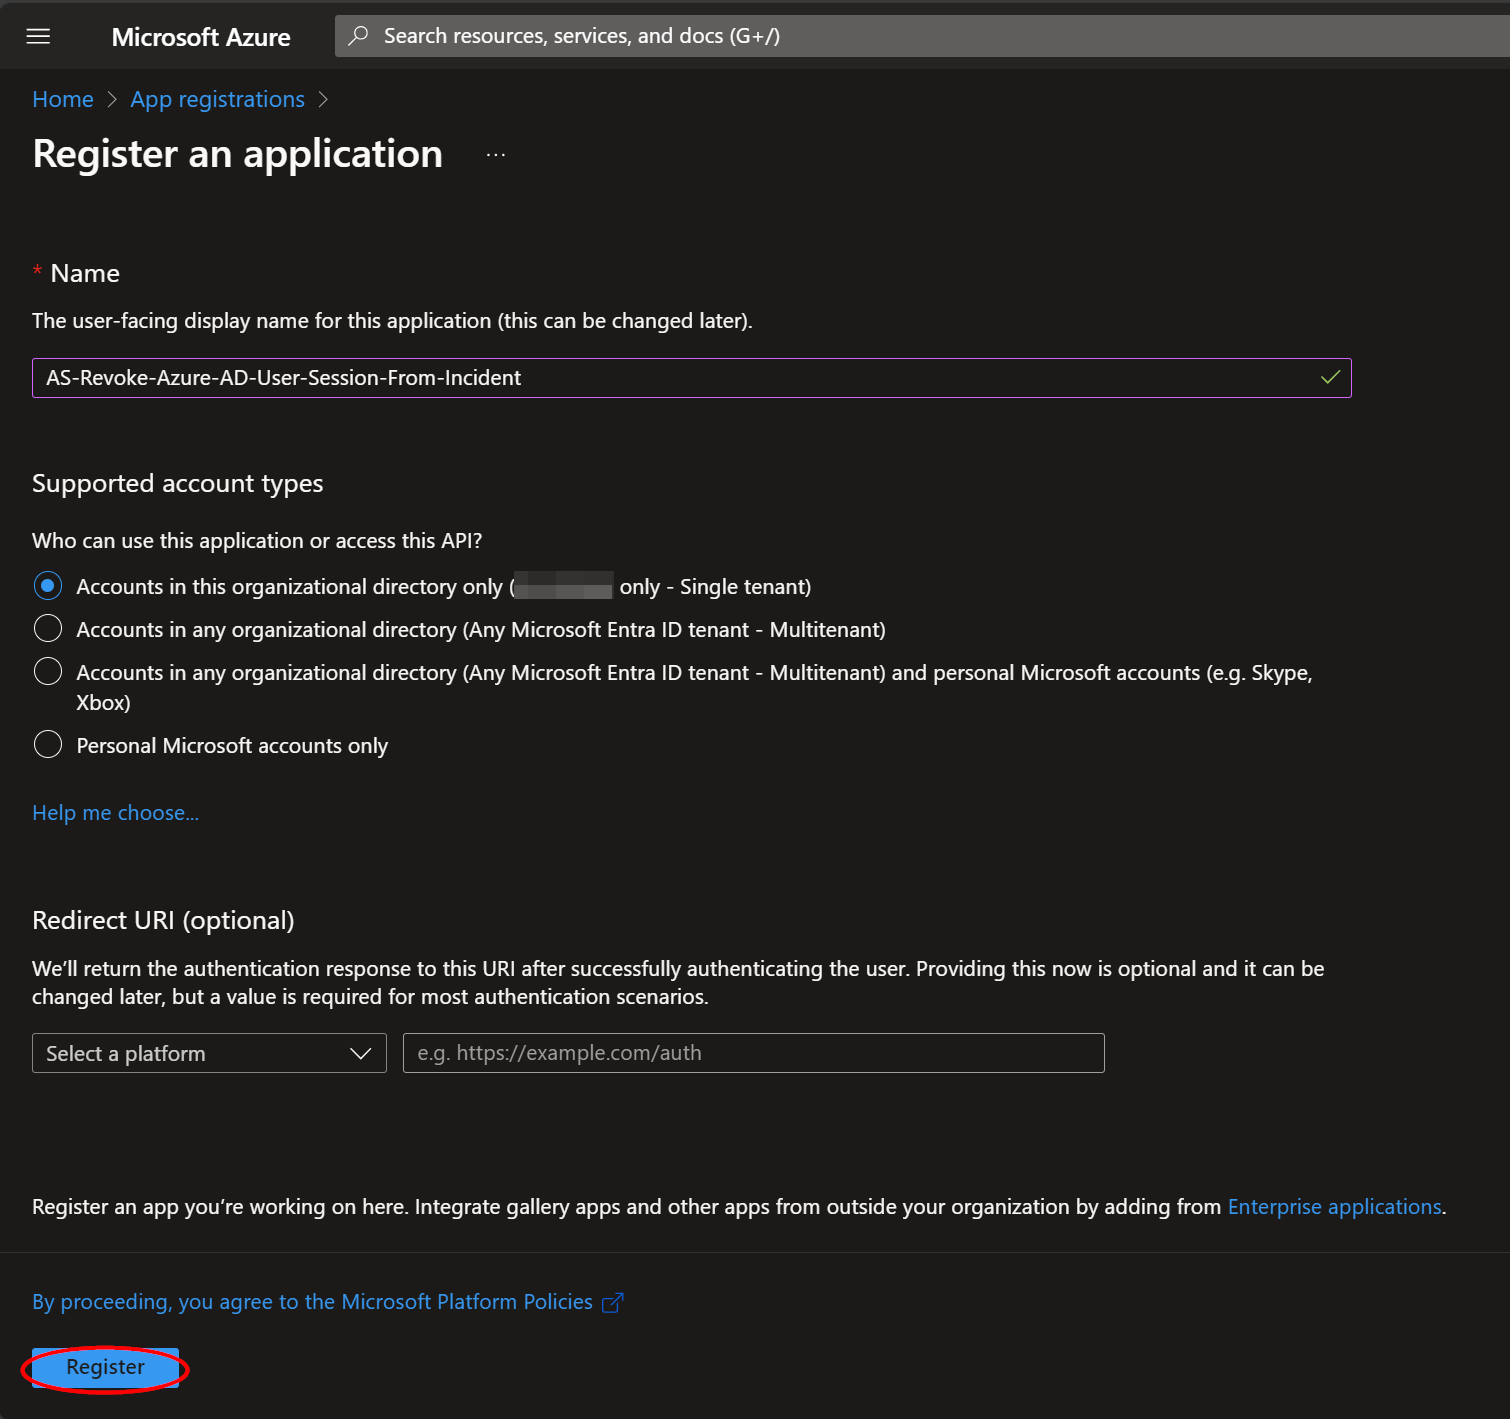 Microsoft Azure
Search resources, services, and docs (G+/)
Home > App registrations >
Register an application ...
* Name
The user-facing display name for this application (this can be changed later).
AS-Revoke-Azure-AD-User-Session-From-Incident
Supported account types
Who can use this application or access this API?
Accounts in this organizational directory only ( only - Single tenant)
Accounts in any organizational directory (Any Microsoft Entra ID tenant - Multitenant)
Accounts in any organizational directory (Any Microsoft Entra ID tenant - Multitenant) and personal Microsoft accounts (e.g. Skype,
Xbox)
Personal Microsoft accounts only
Help me choose...
Redirect URI (optional)
We’ll return the authentication response to this URI after successfully authenticating the user. Providing this now is optional and it can be
changed later, but a value is required for most authentication scenarios.
Select a platform
e.g. https://example.com/auth
Register an app you’re working on here. Integrate gallery apps and other apps from outside your organization by adding from Enterprise applications.
By proceeding, you agree to the Microsoft Platform Policies
Register